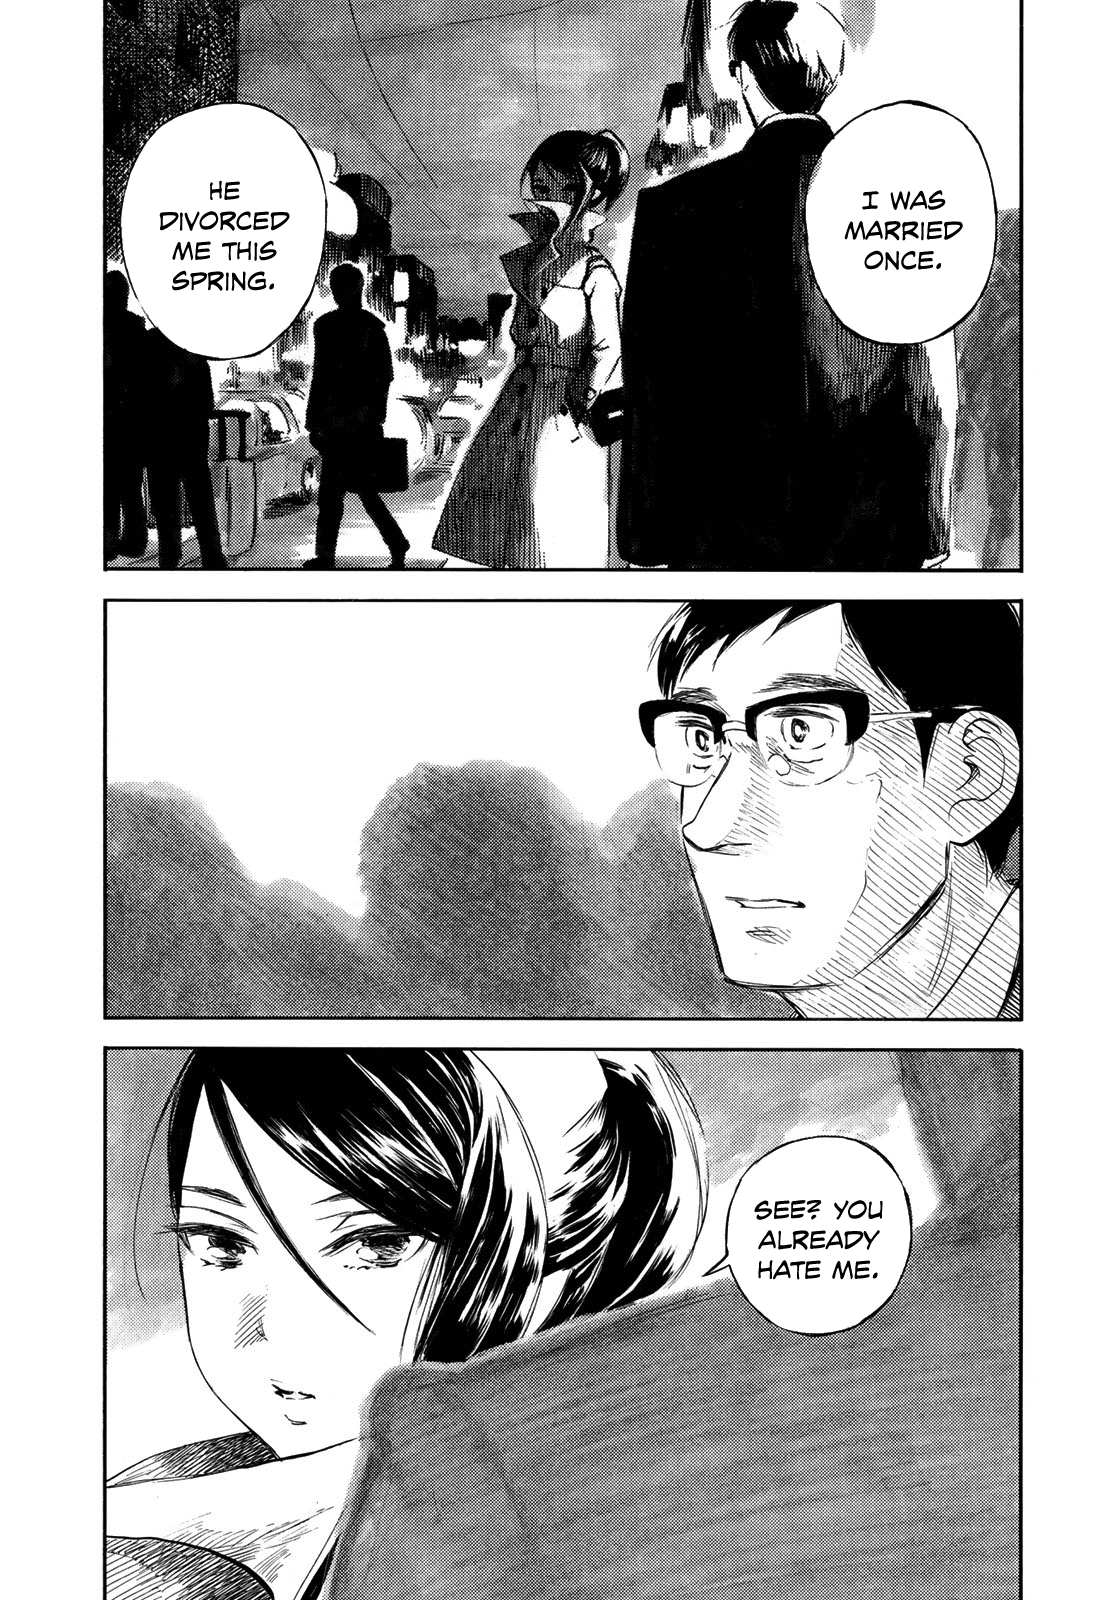 I WAS
MARRIED
ONCE.
HE
DIVORCED
ME THIS
SPRING.
SEE? YOU
ALREADY
HATE ME.